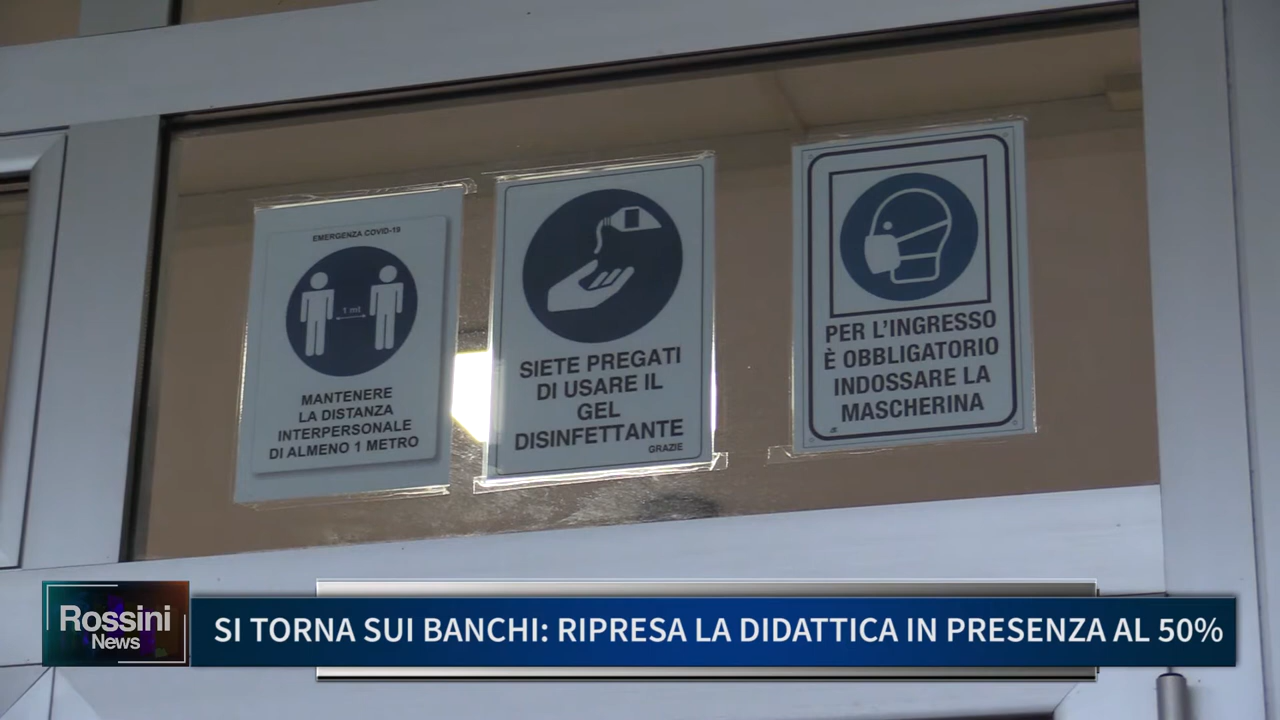 EMERGENZA COVID-19
MANTENERE
LA DISTANZA
INTERPERSONALE
DI ALMENO 1 METRO
SIETE PREGATI
DI USARE IL
GEL
DISINFETTANTE
GRAZIE
PER L'INGRESSO
È OBBLIGATORIO
INDOSSARE LA
MASCHERINA
Rossini
News
SI TORNA SUI BANCHI: RIPRESA LA DIDATTICA IN PRESENZA AL 50%